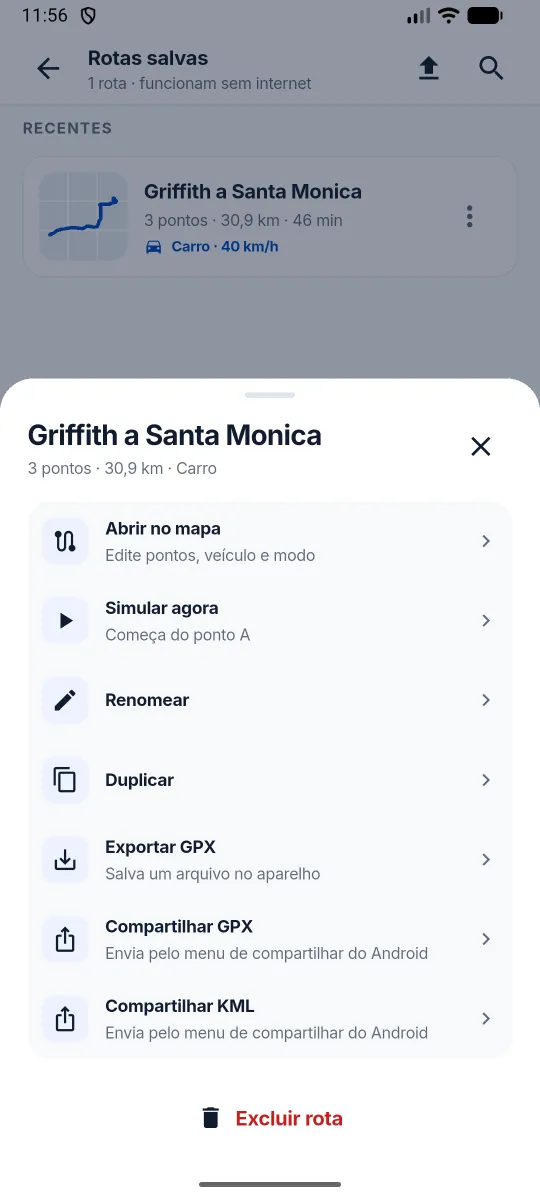 11:56
Rotas salvas
1 rota · funcionam sem internet
RECENTES
Griffith a Santa Monica
3 pontos · 30,9 km · 46 min
Carro · 40 km/h
Griffith a Santa Monica
3 pontos · 30,9 km · Carro
Abrir no mapa
Edite pontos, veículo e modo
Simular agora
Começa do ponto A
Renomear
Duplicar
Exportar GPX
Salva um arquivo no aparelho
Compartilhar GPX
Envia pelo menu de compartilhar do Android
Compartilhar KML
Envia pelo menu de compartilhar do Android
Excluir rota